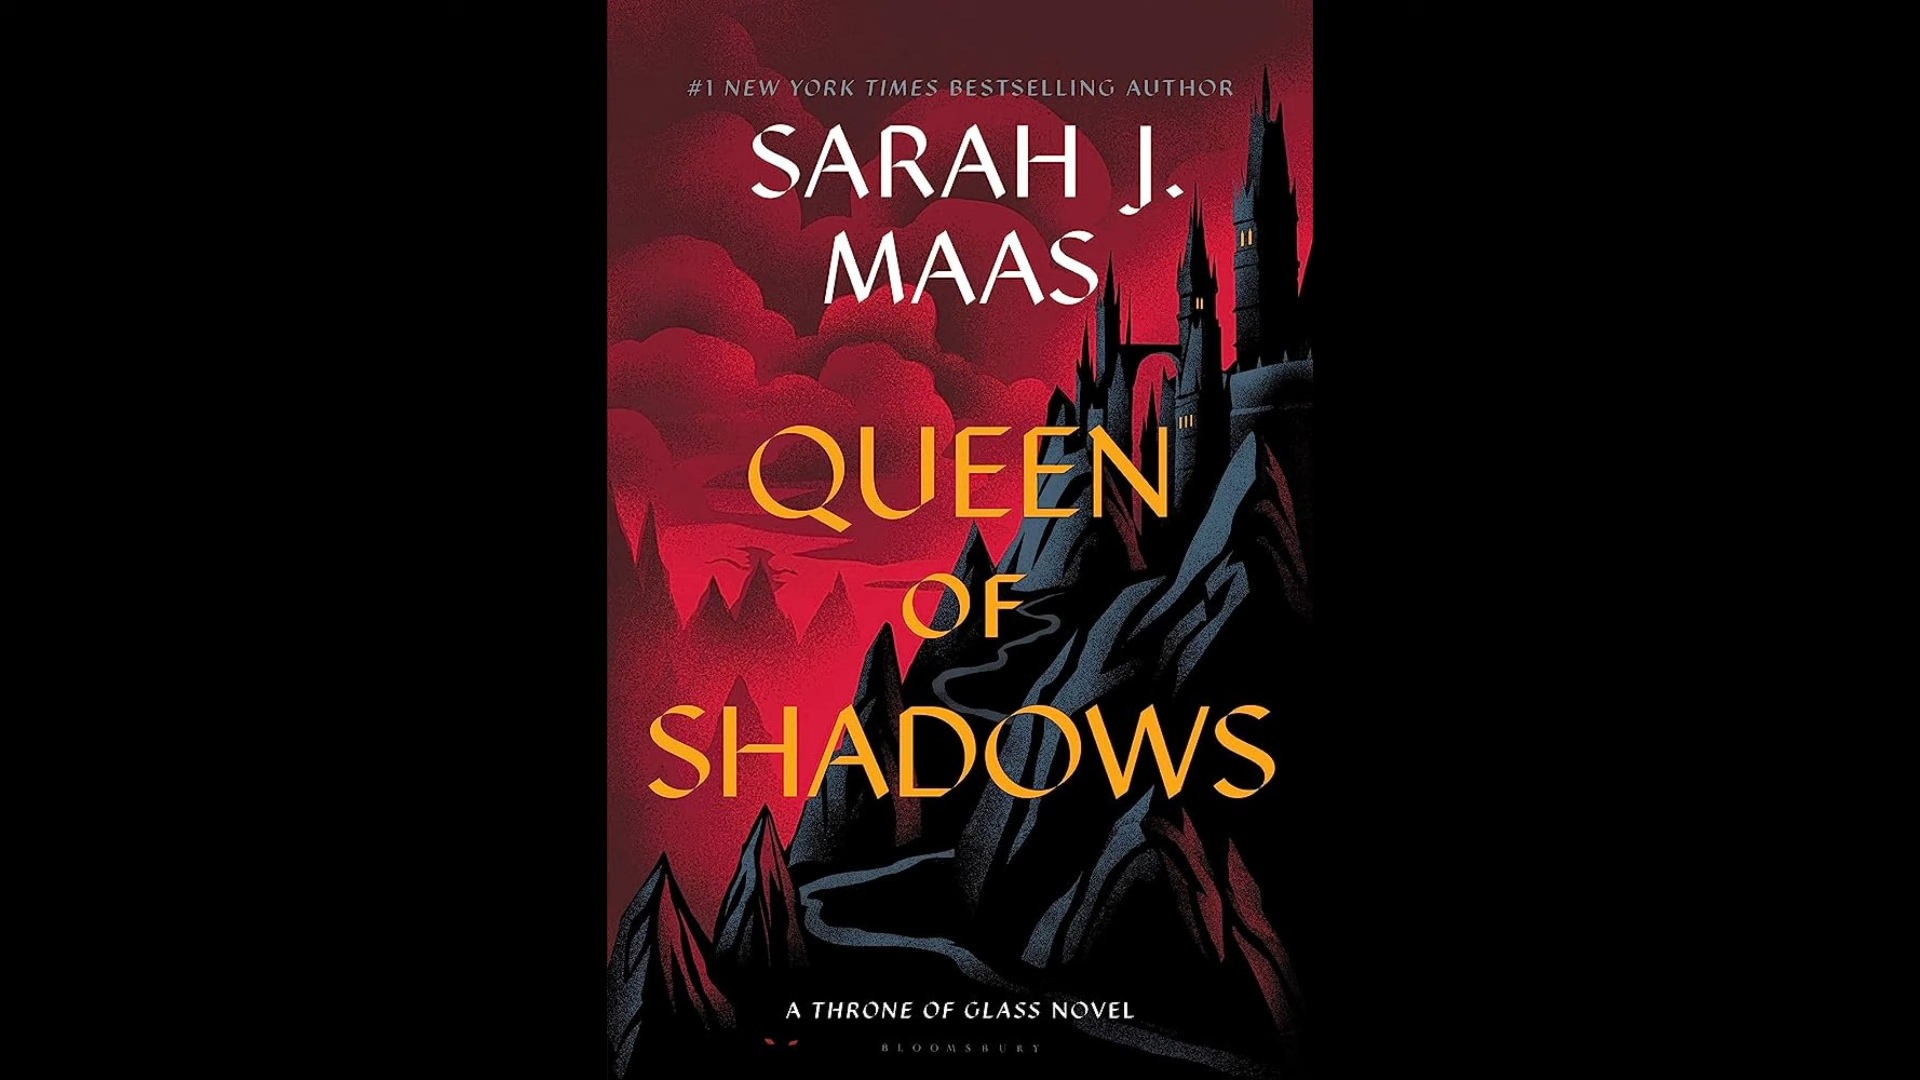 #1 NEW YORK TIMES BESTSELLING AUTHOR
SARAH J.
MAAS
QUEEN
OF
SHADOWS
A THRONE OF GLASS NOVEL
BLOOMSBURY